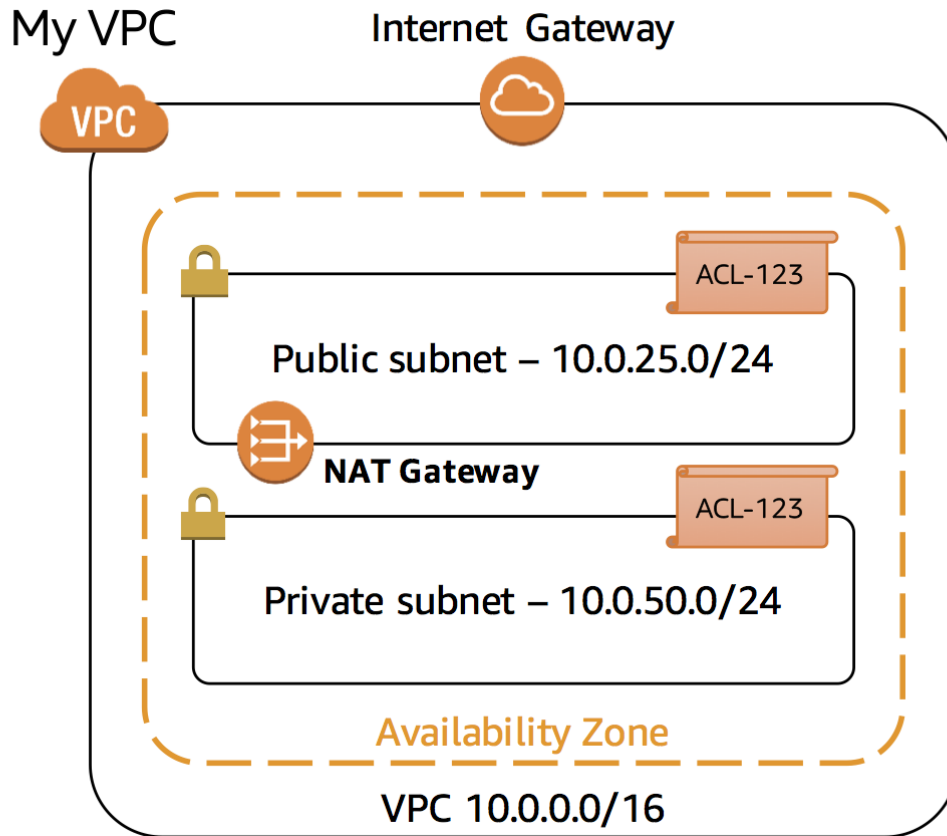 My VPC
Internet Gateway
VPC
ACL-123
Public subnet – 10.0.25.0/24
NAT Gateway
ACL-123
Private subnet – 10.0.50.0/24
Availability Zone
VPC 10.0.0.0/16